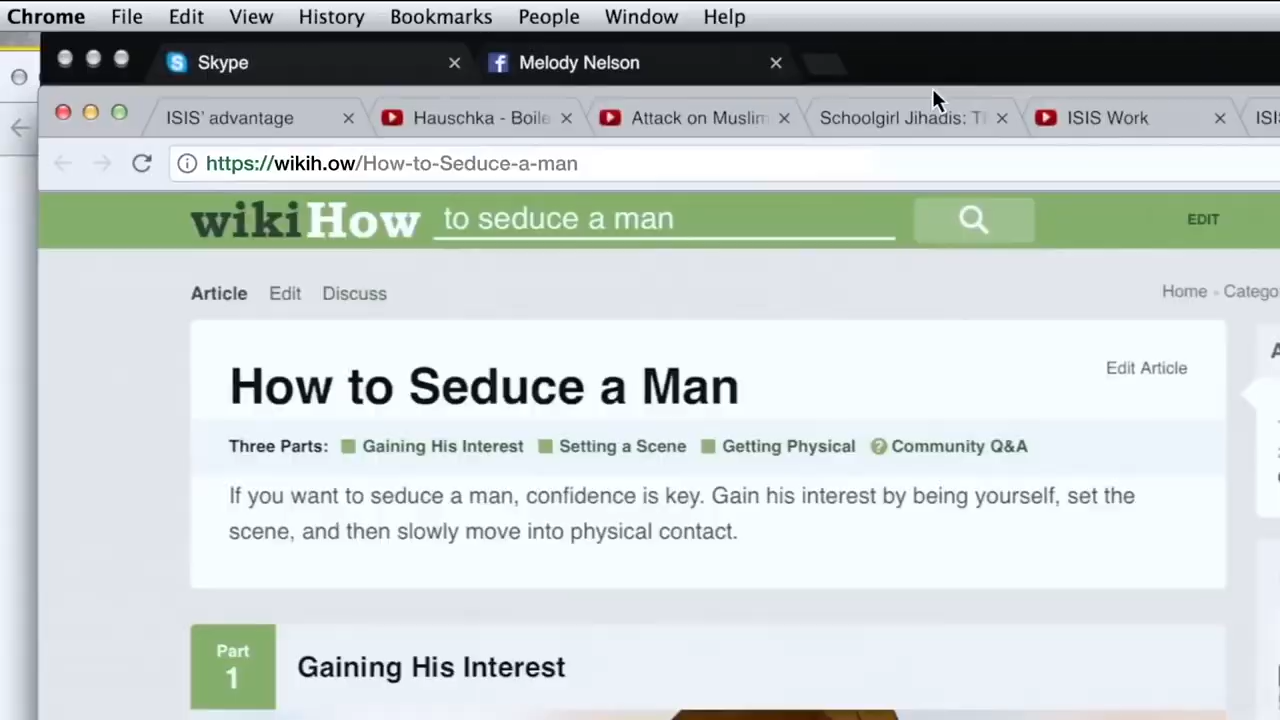 Chrome File Edit View History Bookmarks People Window Help
Skype Melody Nelson
ISIS' advantage Hauschka - Boile Attack on Muslim Schoolgirl Jihadis: T ISIS Work ISI
https://wikih.ow/How-to-Seduce-a-man
wikiHow to seduce a man EDIT
Article Edit Discuss Home Catego
How to Seduce a Man
Edit Article
Three Parts: Gaining His Interest Setting a Scene Getting Physical Community Q&A
If you want to seduce a man, confidence is key. Gain his interest by being yourself, set the
scene, and then slowly move into physical contact.
Part
1
Gaining His Interest